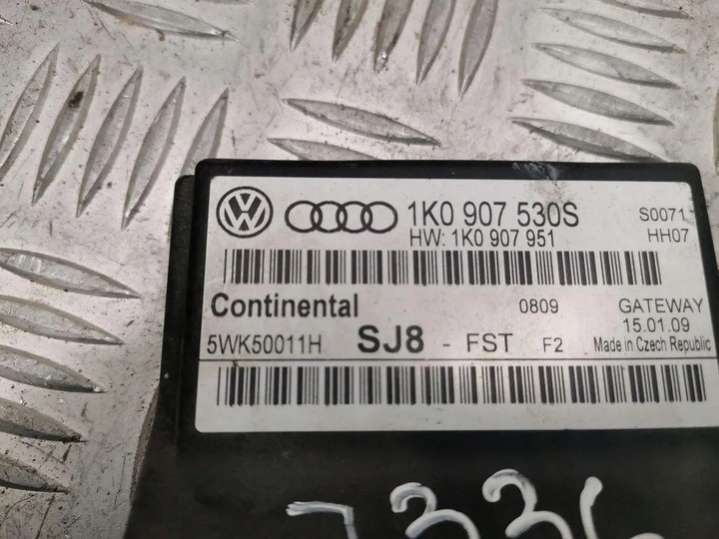 1K0 907 530S S0071
HW: 1K0 907 951 HH07
Continental 0809 GATEWAY
15.01.09
5WK50011H SJ8 - FST F2 Made in Czech Republic
7336